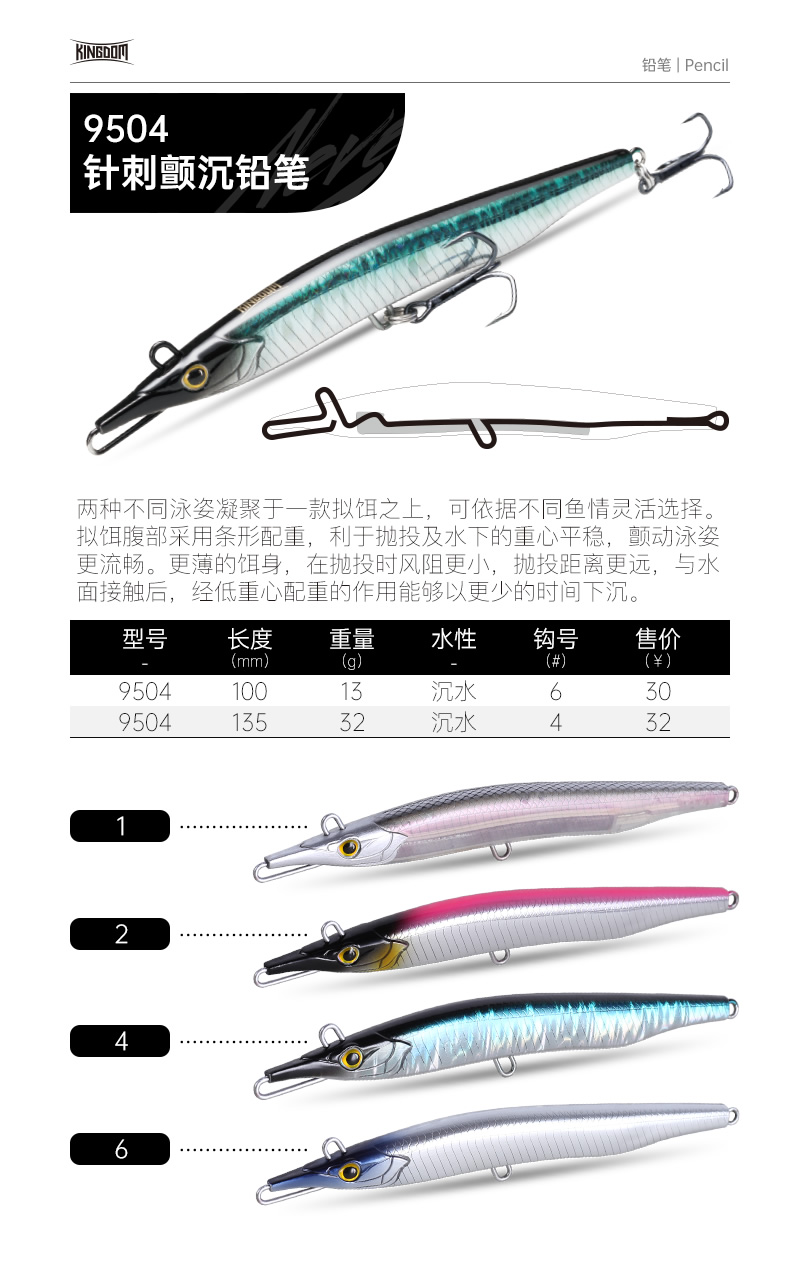 KINGDOM
铅笔 | Pencil
9504
针刺颤沉铅笔
KINGDOM
两种不同泳姿凝聚于一款拟饵之上，可依据不同鱼情灵活选择。
拟饵腹部采用条形配重，利于抛投及水下的重心平稳，颤动泳姿
更流畅。更薄的饵身，在抛投时风阻更小，抛投距离更远，与水
面接触后，经低重心配重的作用能够以更少的时间下沉。
型号 长度 重量 水性 钩号 售价
- (mm) (g) - (#) (￥)
9504 100 13 沉水 6 30
9504 135 32 沉水 4 32
1
2
4
6